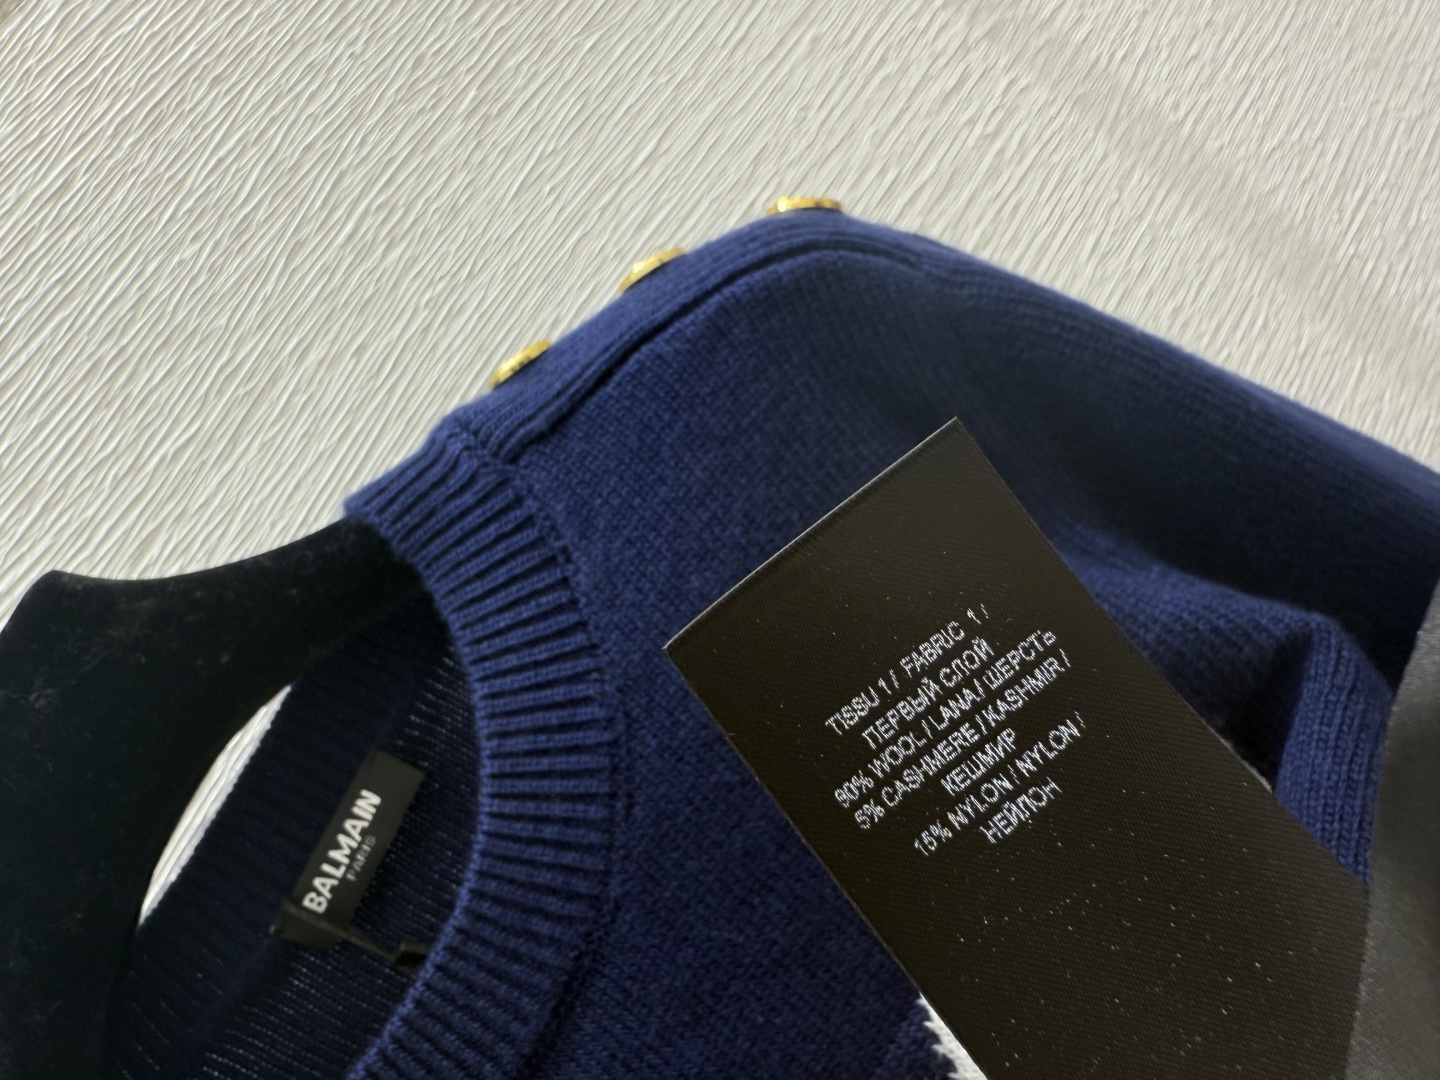 BALMAIN
PARIS
TISSU 1 / FABRIC 1 /
ПЕРВЫЙ СЛОЙ
80% WOOL / LANA / ШЕРСТЬ
5% CASHMERE / KASHMIR /
КЕШМИР
15% NYLON / NYLON /
НЕЙЛОН